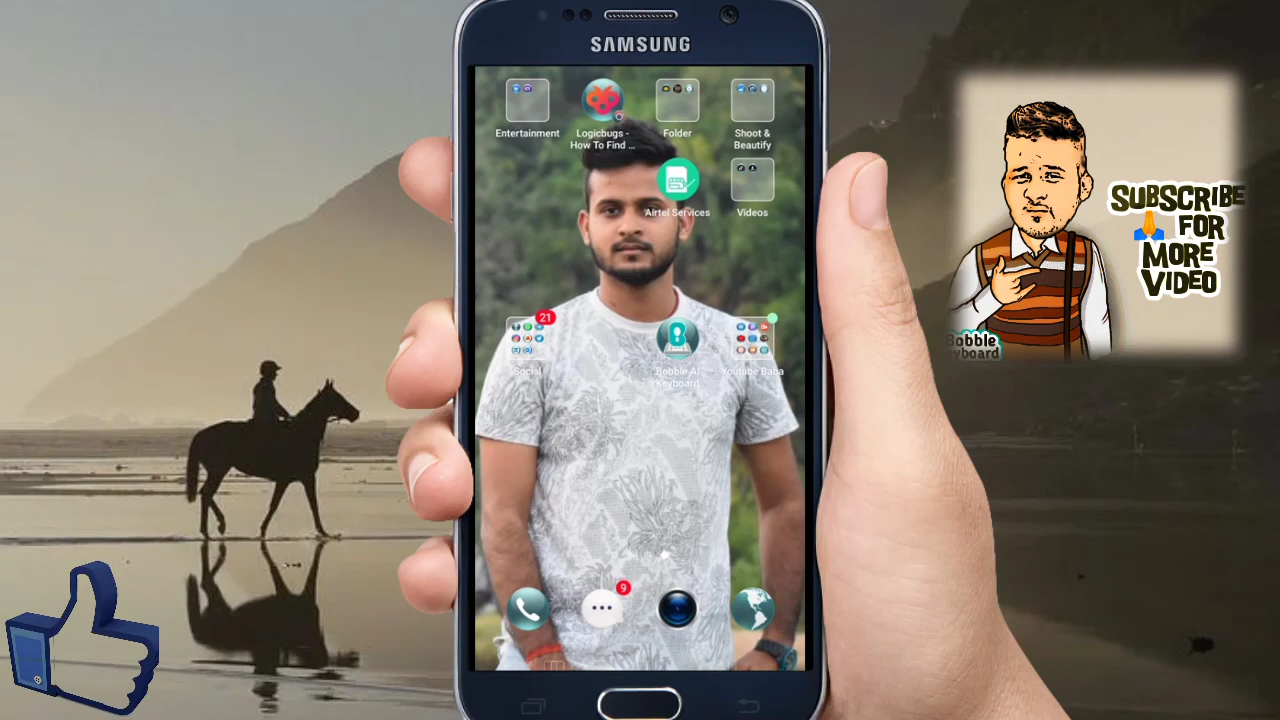 SAMSUNG
Entertainment
Logicbugs -
How To Find ...
Folder
Shoot &
Beautify
Airtel Services
Videos
21
Social
Bobble AI
Keyboard
Youtube Baba
9
SUBSCRIBE
FOR
MORE
VIDEO
Bobble
eyboard